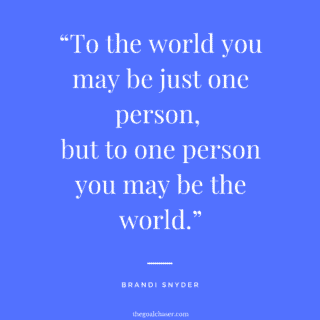 “To the world you
may be just one
person,
but to one person
you may be the
world.”
BRANDI SNYDER
thegoalchaser.com